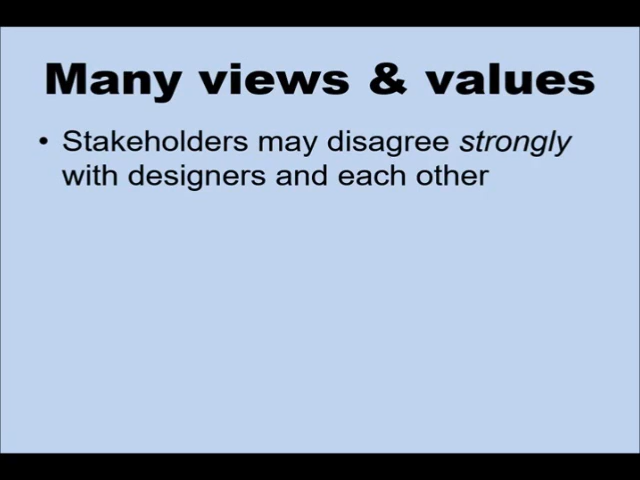 Many views & values
• Stakeholders may disagree strongly
with designers and each other